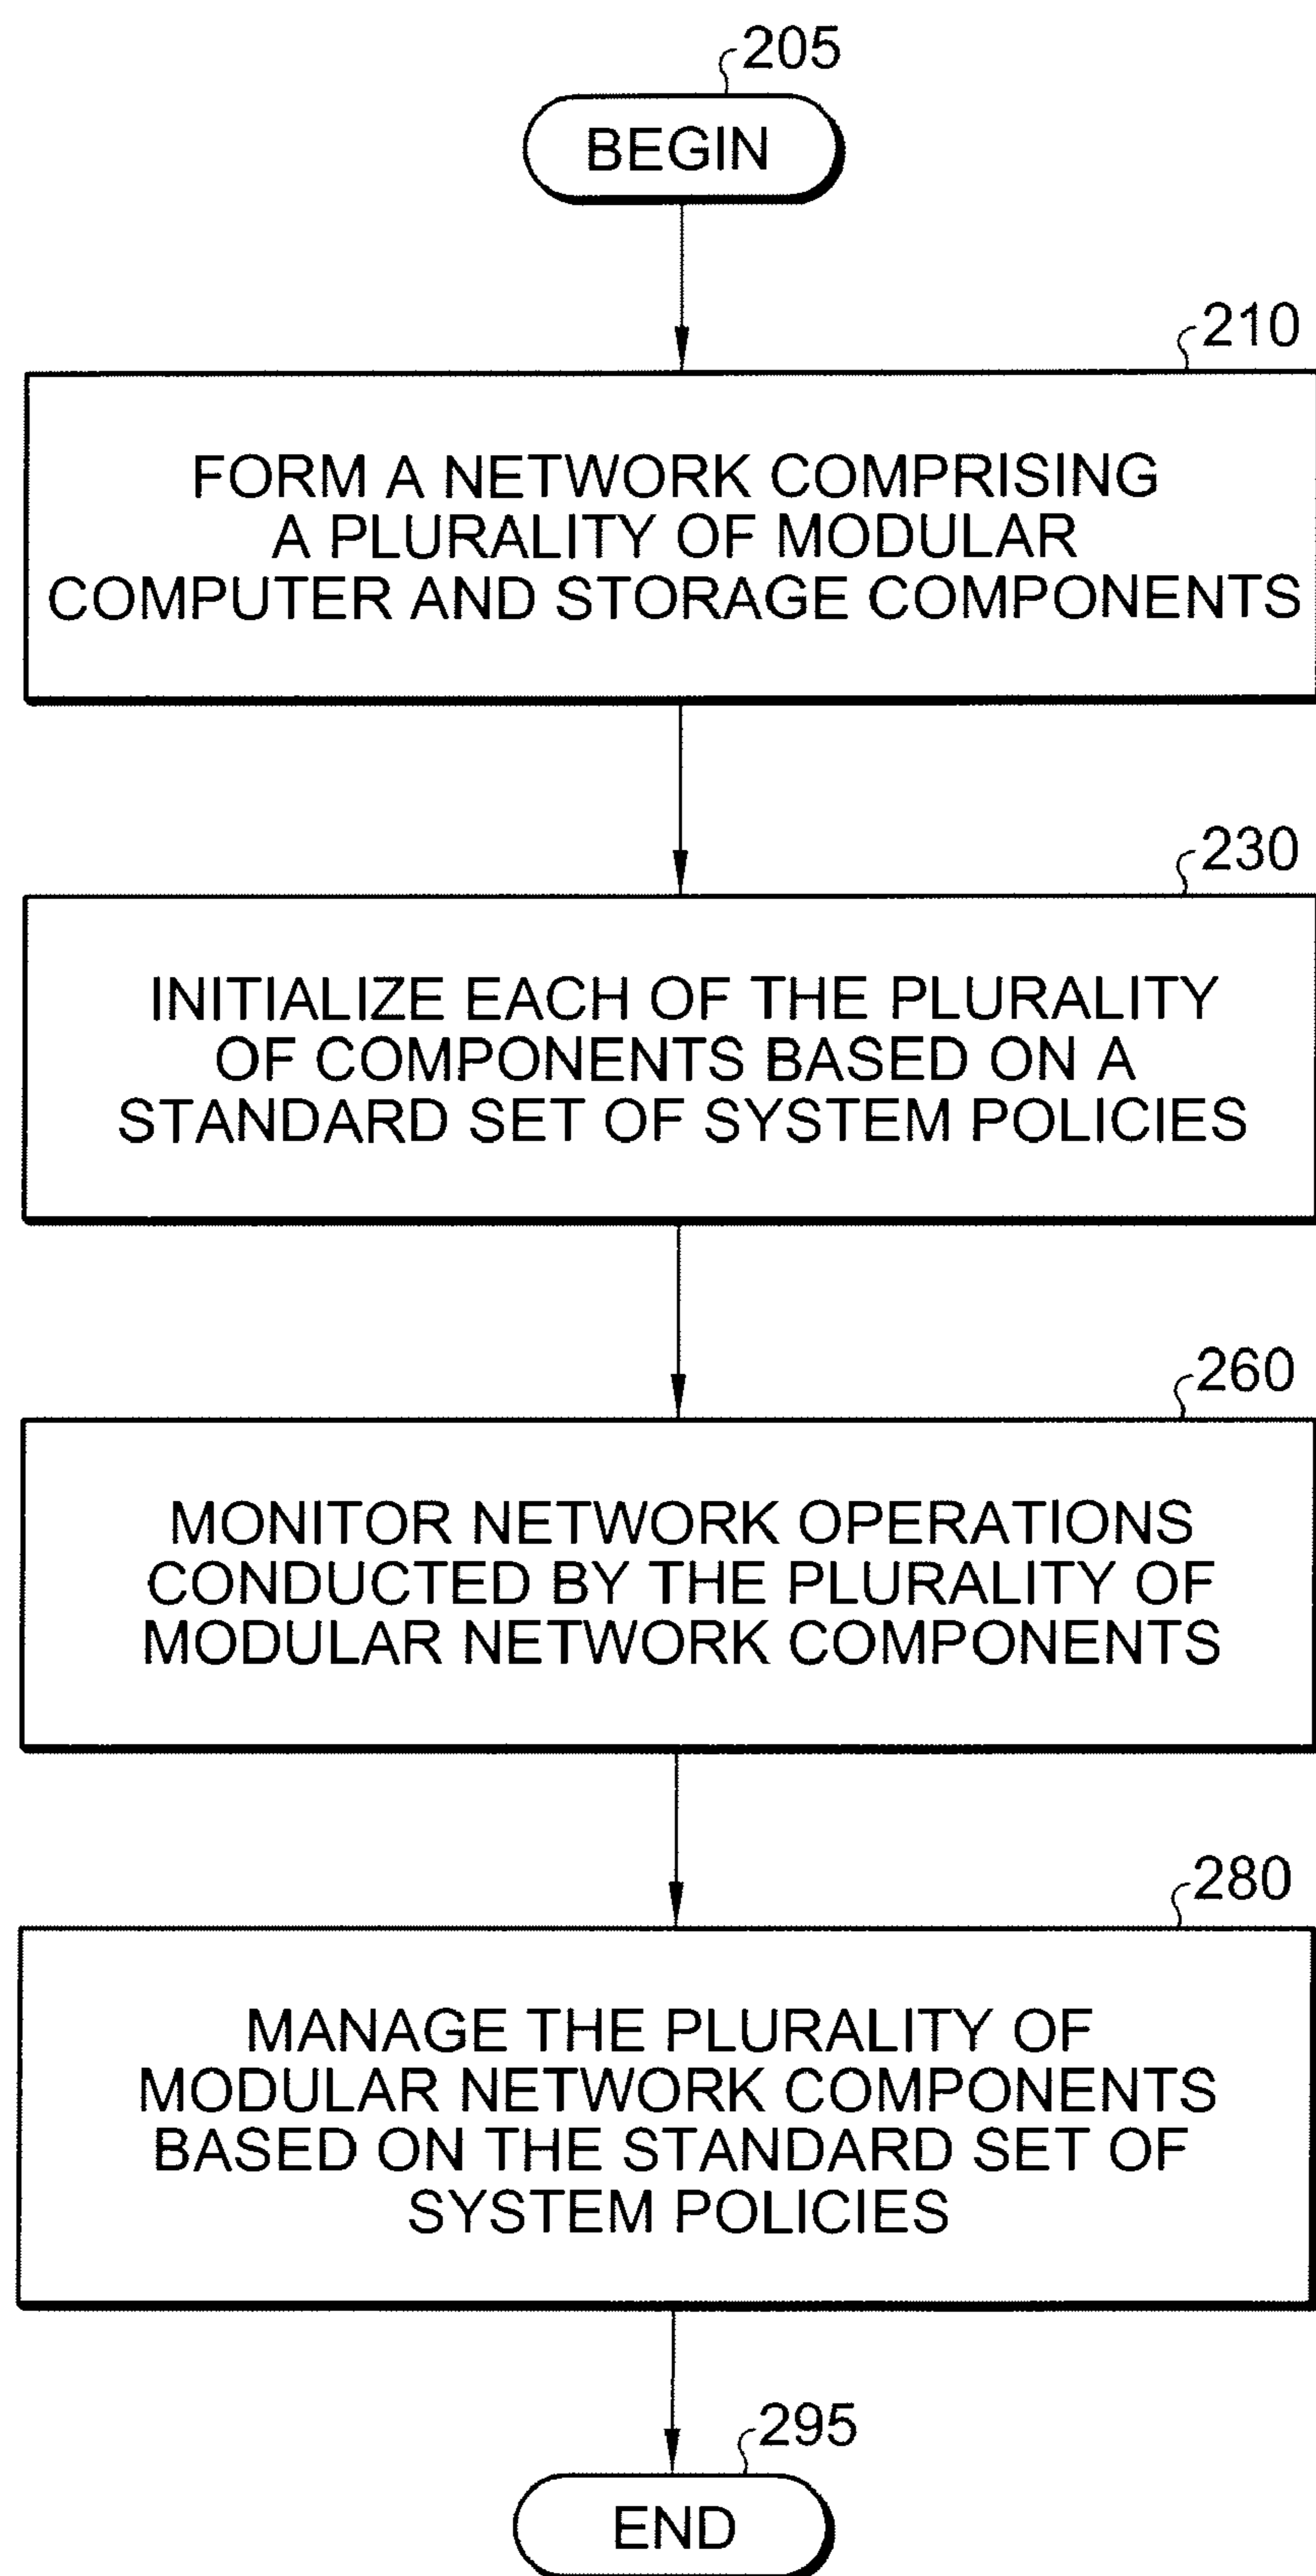 205
BEGIN
210
FORM A NETWORK COMPRISING
A PLURALITY OF MODULAR
COMPUTER AND STORAGE COMPONENTS
230
INITIALIZE EACH OF THE PLURALITY
OF COMPONENTS BASED ON A
STANDARD SET OF SYSTEM POLICIES
260
MONITOR NETWORK OPERATIONS
CONDUCTED BY THE PLURALITY OF
MODULAR NETWORK COMPONENTS
280
MANAGE THE PLURALITY OF
MODULAR NETWORK COMPONENTS
BASED ON THE STANDARD SET OF
SYSTEM POLICIES
295
END